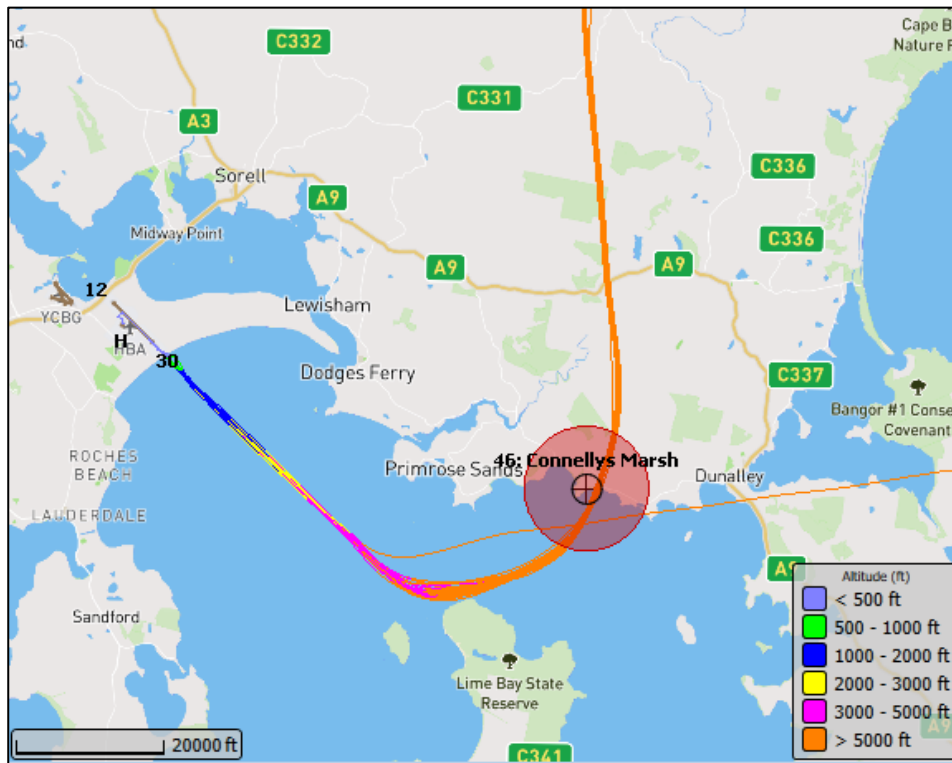 C332
Cape B
Nature R
nd
C331
A3
C336
Sorell
A9
Midway Point
C336
A9
A9
12
YCBG
Lewisham
H
HBA
30
Dodges Ferry
C337
Bangor #1 Conse
Covenant
ROCHES
BEACH
46: Connellys Marsh
Primrose Sands
Dunalley
LAUDERDALE
A9
Sandford
Lime Bay State
Reserve
C341
A9
20000 ft
Altitude (ft)
< 500 ft
500 - 1000 ft
1000 - 2000 ft
2000 - 3000 ft
3000 - 5000 ft
> 5000 ft